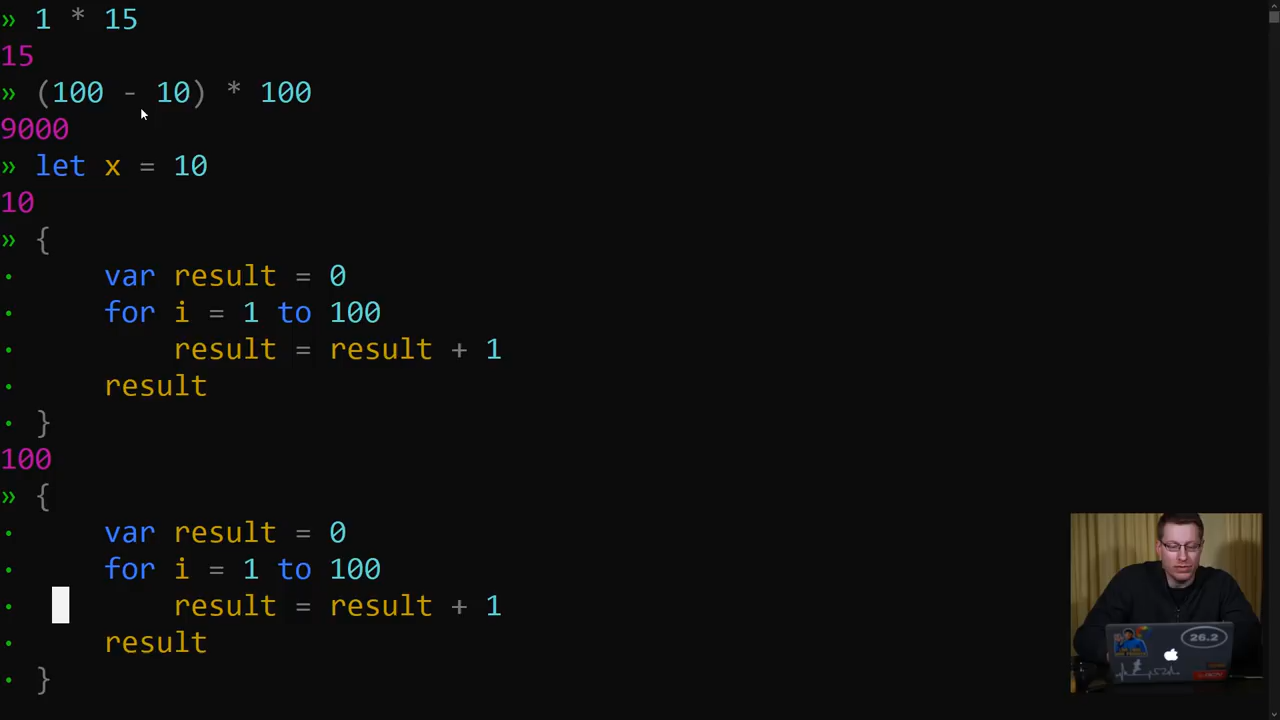 » 1 * 15
15
» (100 - 10) * 100
9000
» let x = 10
10
» {
·     var result = 0
·     for i = 1 to 100
·         result = result + 1
·     result
· }
100
» {
·     var result = 0
·     for i = 1 to 100
·         result = result + 1
·     result
· }
26.2